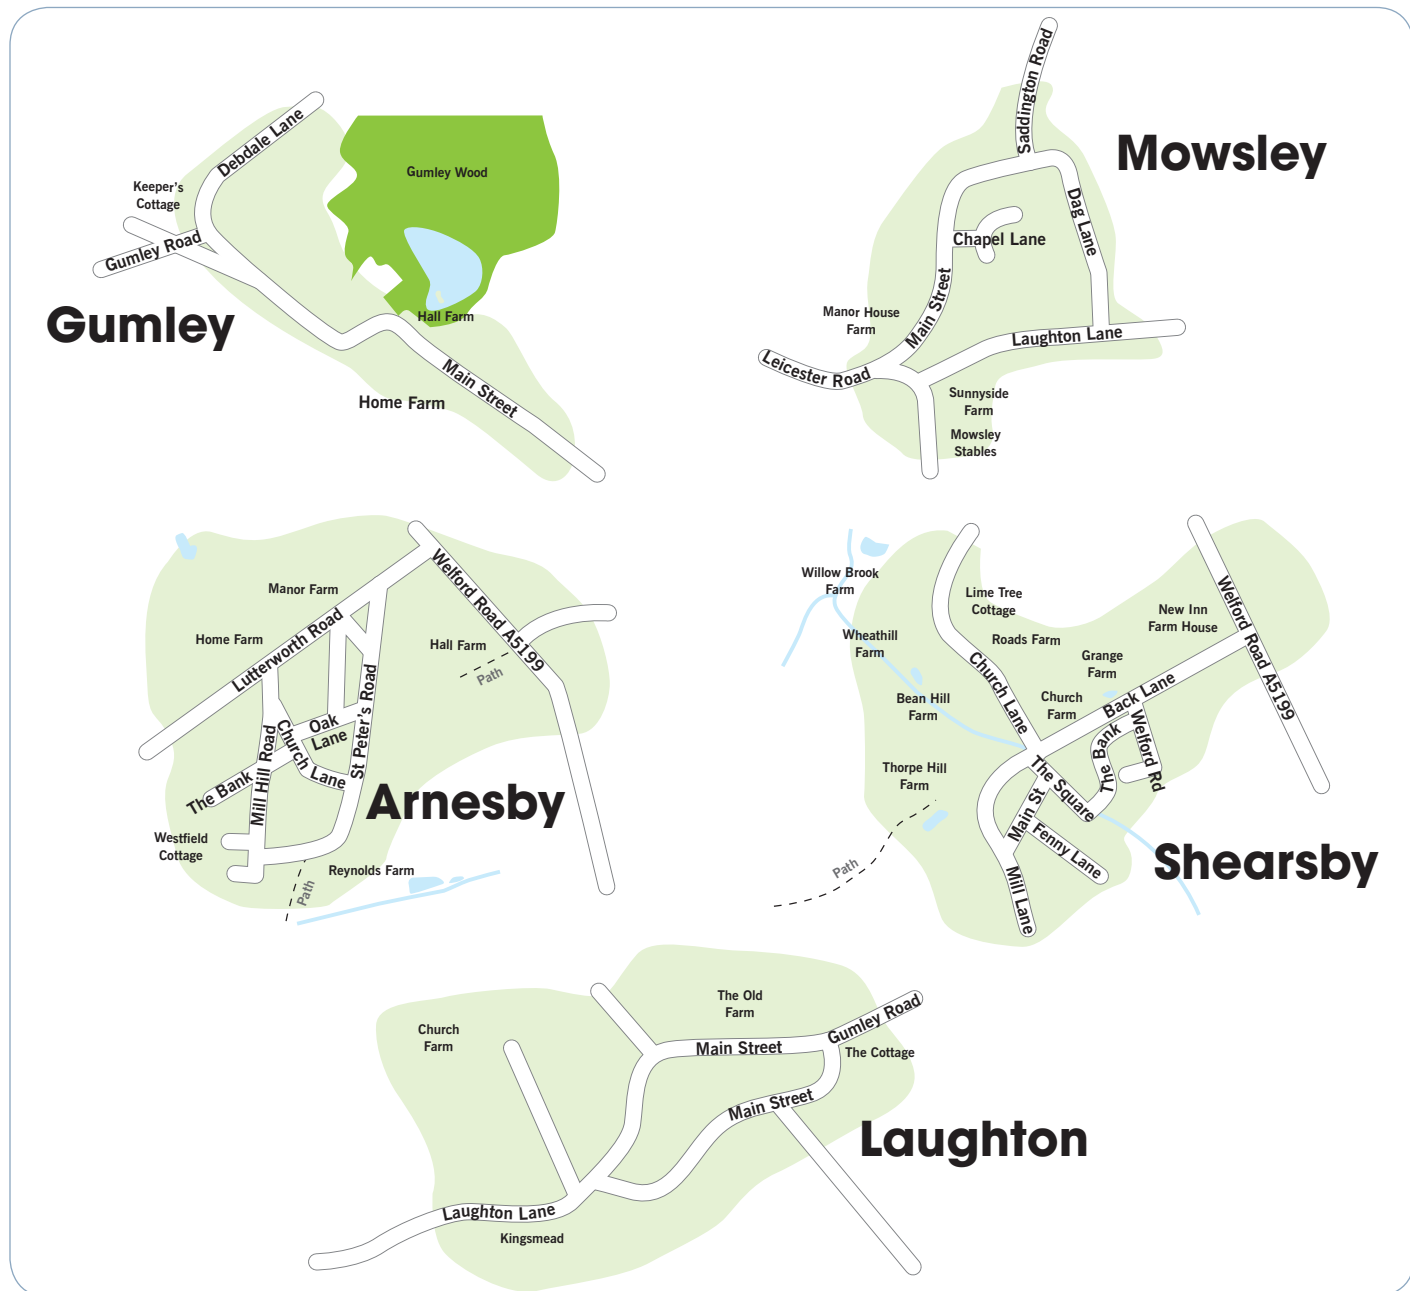 Debdale Lane
Gumley Wood
Keeper's
Cottage
Gumley Road
Gumley
Hall Farm
Main Street
Home Farm
Saddington Road
Mowsley
Dag Lane
Chapel Lane
Main Street
Manor House
Farm
Laughton Lane
Leicester Road
Sunnyside
Farm
Mowsley
Stables
Welford Road A5199
Manor Farm
Home Farm
Lutterworth Road
Hall Farm
Path
St Peter's Road
Oak
Lane
Church Lane
Mill Hill Road
The Bank
Arnesby
Westfield
Cottage
Reynolds Farm
Path
Willow Brook
Farm
Lime Tree
Cottage
New Inn
Farm House
Welford Road A5199
Wheathill
Farm
Roads Farm
Grange
Farm
Church Lane
Bean Hill
Farm
Church
Farm
Back Lane
The Bank
Welford Rd
Thorpe Hill
Farm
The Square
Main St
Fenny Lane
Shearsby
Path
Mill Lane
The Old
Farm
Gumley Road
Church
Farm
Main Street
The Cottage
Main Street
Laughton
Laughton Lane
Kingsmead